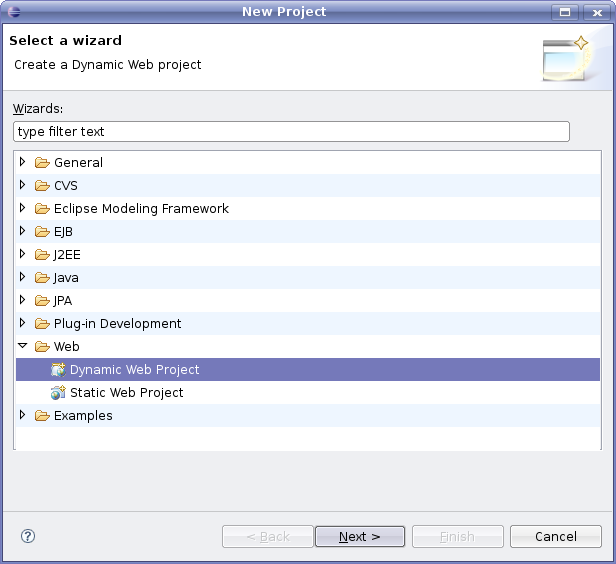 New Project
Select a wizard
Create a Dynamic Web project
Wizards:
type filter text
General
CVS
Eclipse Modeling Framework
EJB
J2EE
Java
JPA
Plug-in Development
Web
Dynamic Web Project
Static Web Project
Examples
? < Back Next > Finish Cancel